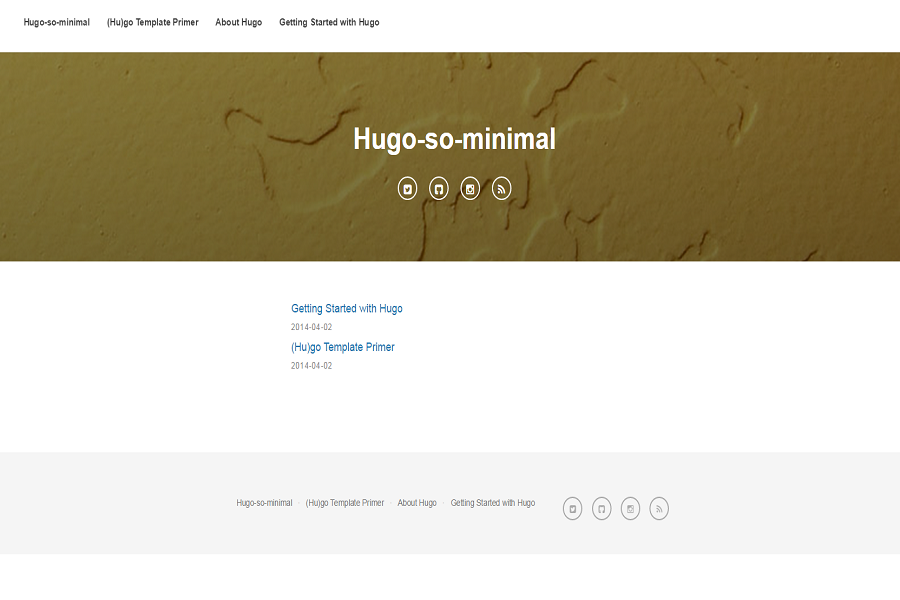 Hugo-so-minimal (Hu)go Template Primer About Hugo Getting Started with Hugo
Hugo-so-minimal
Getting Started with Hugo
2014-04-02
(Hu)go Template Primer
2014-04-02
Hugo-so-minimal · (Hu)go Template Primer · About Hugo · Getting Started with Hugo